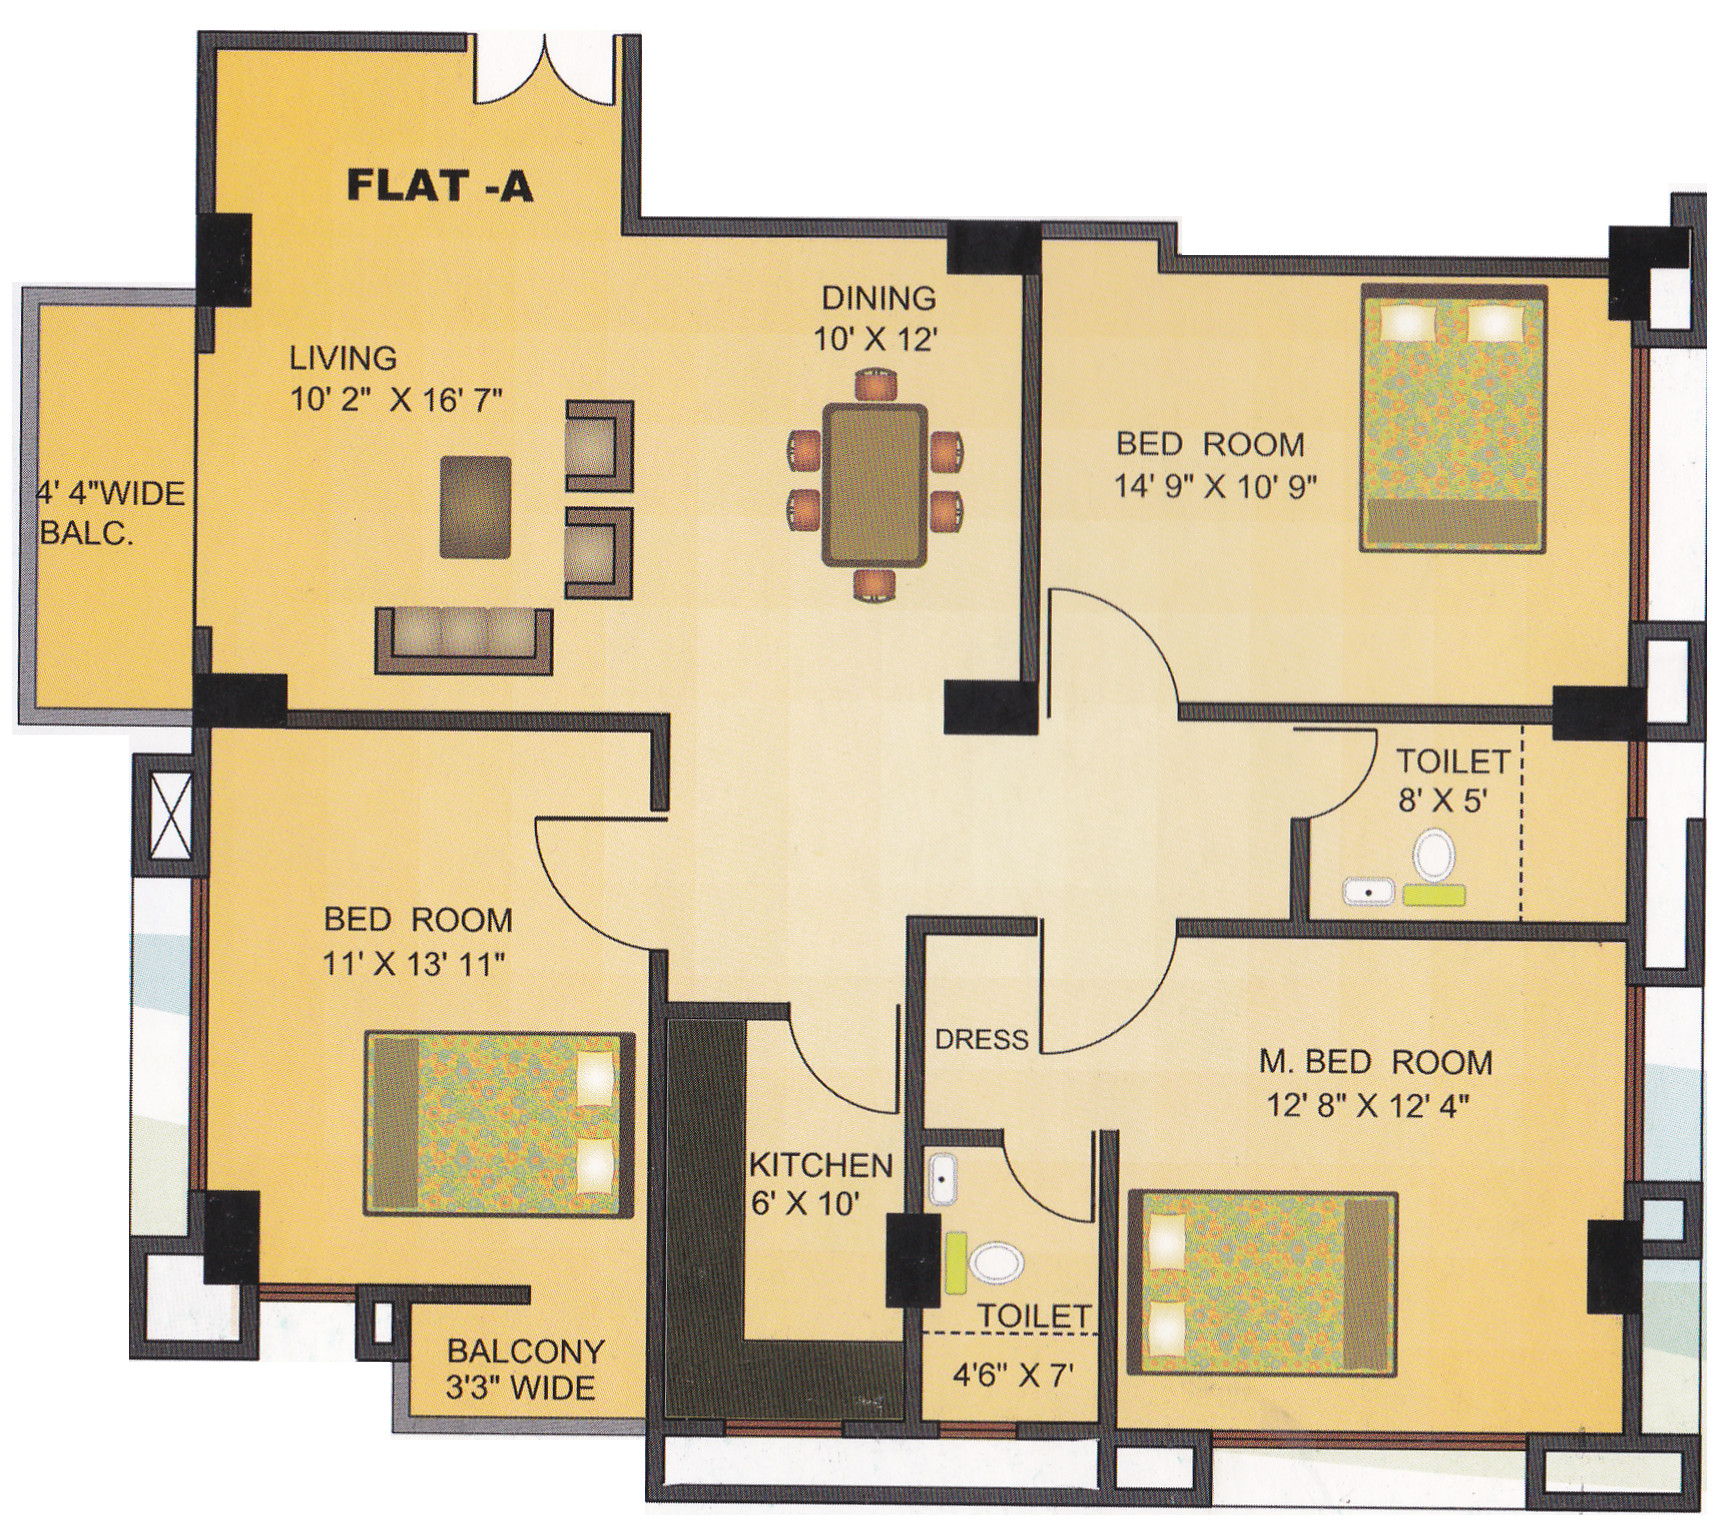 FLAT -A
DINING
10' X 12'
LIVING
10' 2" X 16' 7"
BED ROOM
14' 9" X 10' 9"
4' 4"WIDE
BALC.
TOILET
8' X 5'
BED ROOM
11' X 13' 11"
DRESS
M. BED ROOM
12' 8" X 12' 4"
KITCHEN
6' X 10'
TOILET
4'6" X 7'
BALCONY
3'3" WIDE